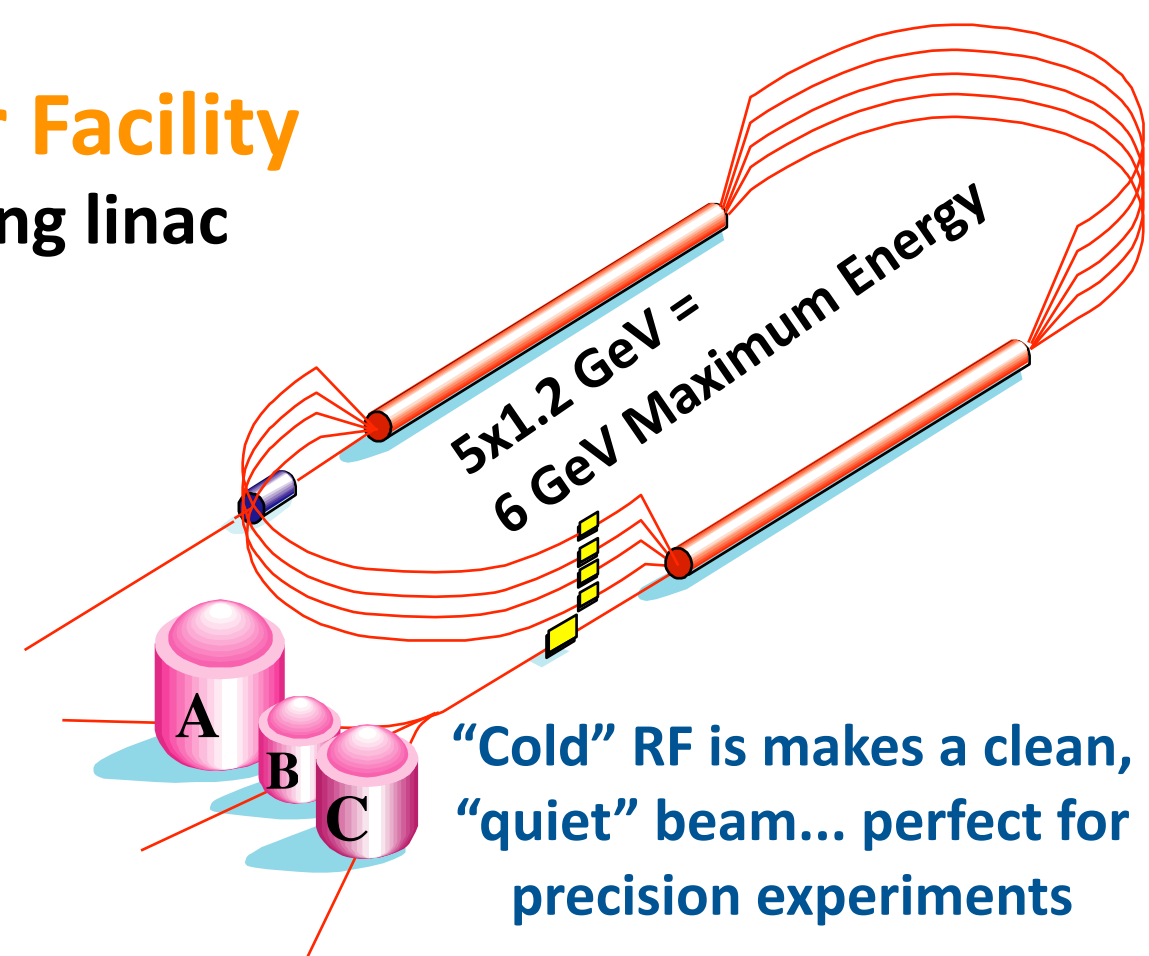 r Facility
ng linac
5x1.2 GeV =
6 GeV Maximum Energy
A
B
C
“Cold” RF is makes a clean,
“quiet” beam... perfect for
precision experiments